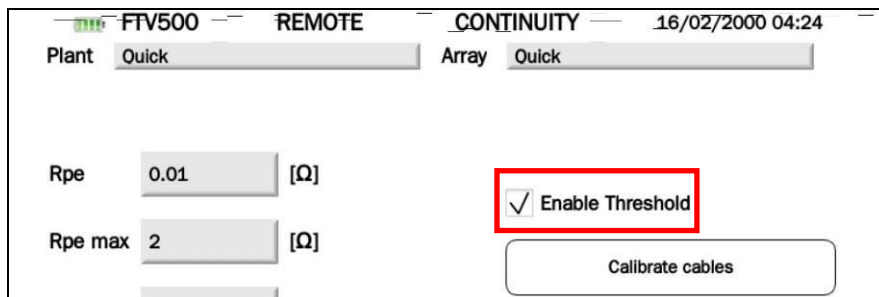 FTV500 REMOTE CONTINUITY 16/02/2000 04:24
Plant Quick Array Quick
Rpe 0.01 [Ω]
Enable Threshold
Rpe max 2 [Ω]
Calibrate cables